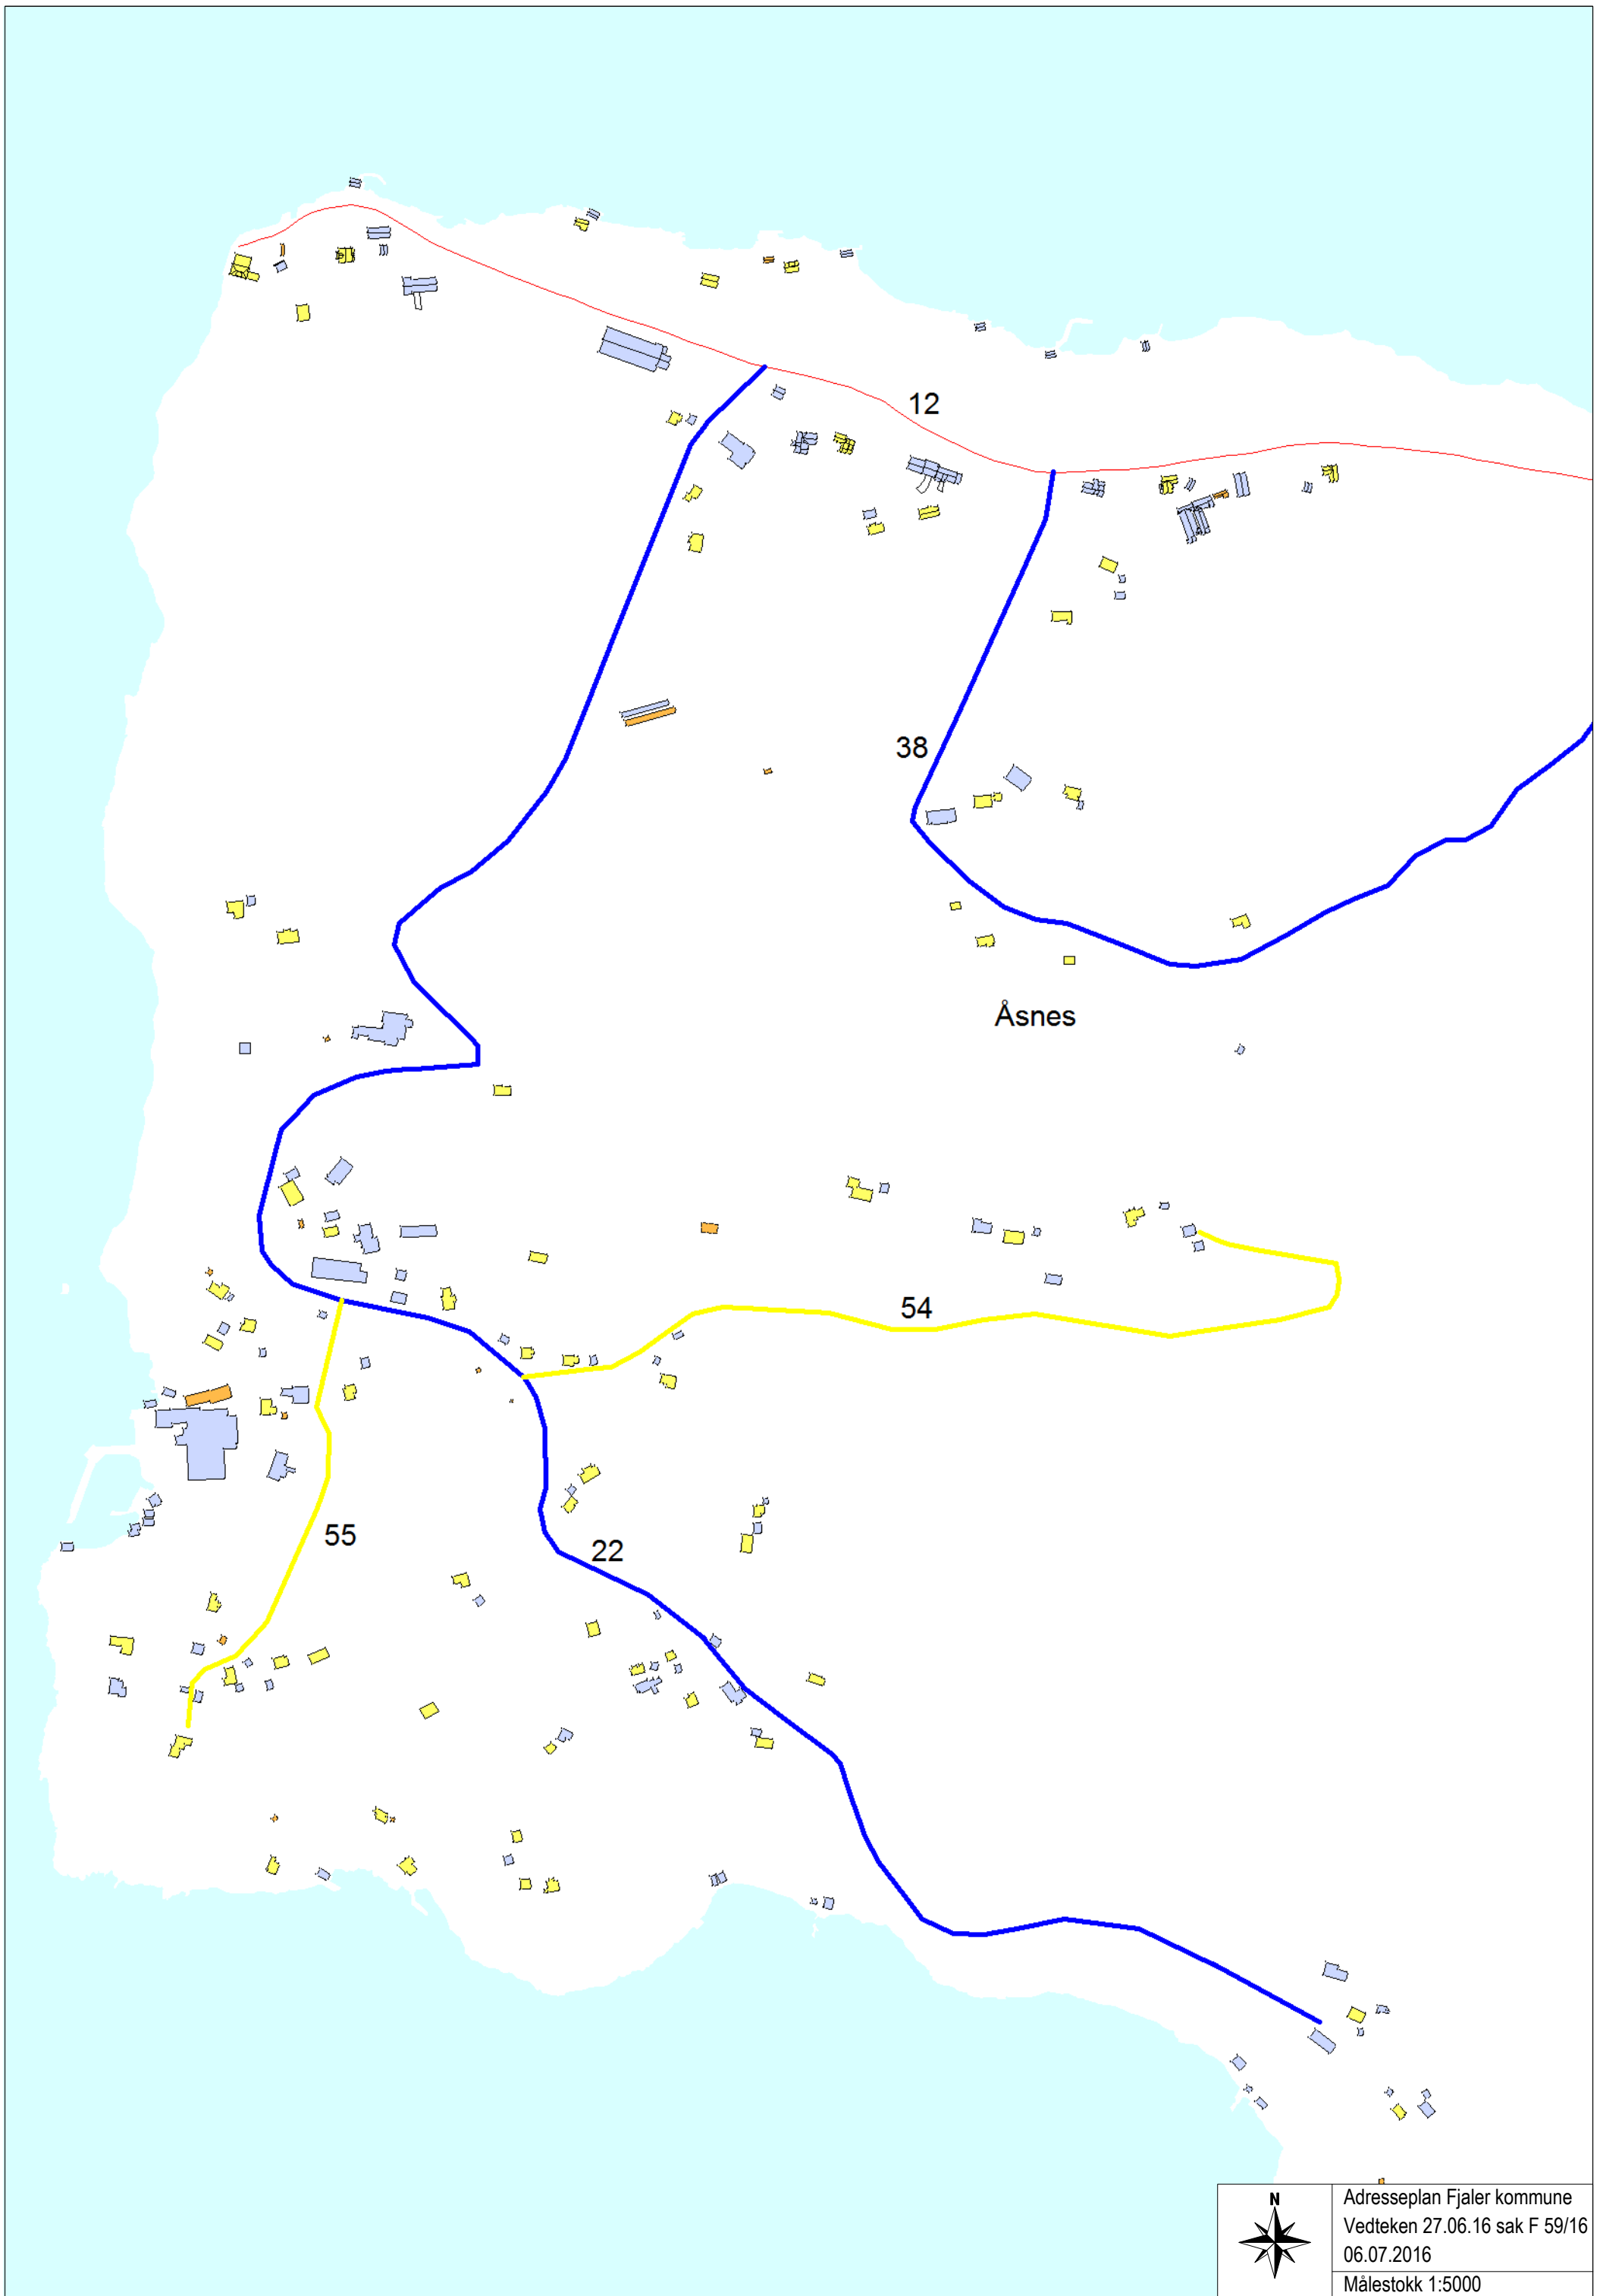 12
38
Åsnes
54
55
22
N
Adresseplan Fjaler kommune
Vedteken 27.06.16 sak F 59/16
06.07.2016
Målestokk 1:5000